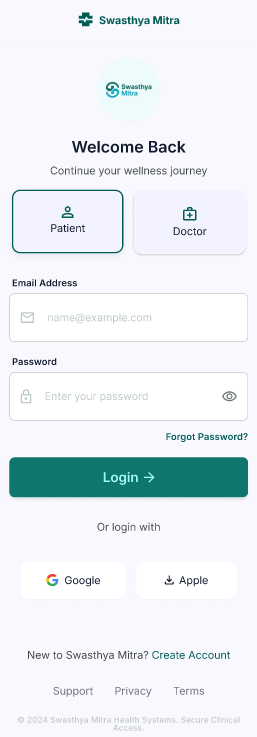 Swasthya Mitra
Swasthya
Mitra
Welcome Back
Continue your wellness journey
Patient
Doctor
Email Address
name@example.com
Password
Enter your password
Forgot Password?
Login →
Or login with
Google
Apple
New to Swasthya Mitra? Create Account
Support
Privacy
Terms
© 2024 Swasthya Mitra Health Systems. Secure Clinical
Access.